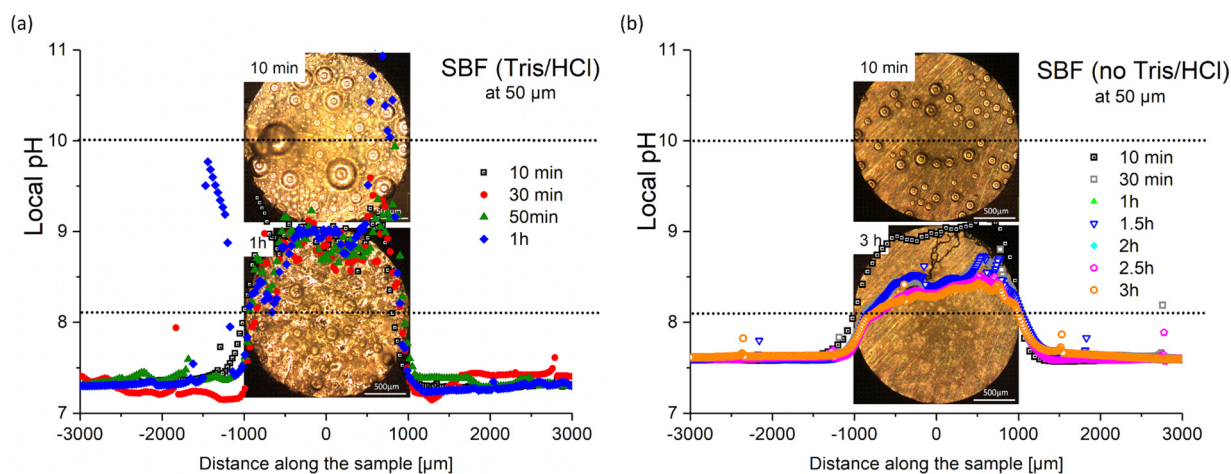 (a)
11
10
9
8
7
Local pH
10 min
SBF (Tris/HCl)
at 50 µm
10 min
30 min
50min
1h
1h
500µm
-3000
-2000
-1000
0
1000
2000
3000
Distance along the sample [µm]
(b)
11
10
9
8
7
Local pH
10 min
SBF (no Tris/HCl)
at 50 µm
10 min
30 min
1h
1.5h
2h
2.5h
3h
500µm
3 h
500µm
-3000
-2000
-1000
0
1000
2000
3000
Distance along the sample [µm]